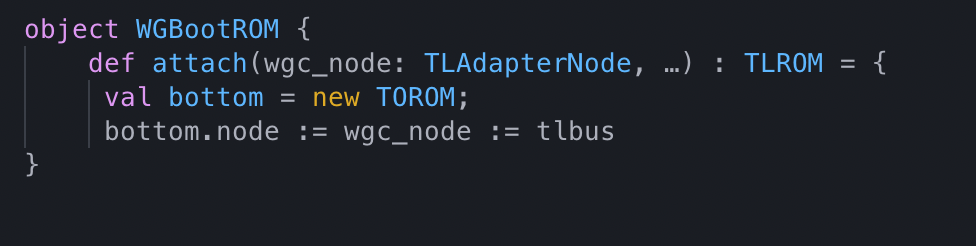 object WGBootROM {
def attach(wgc_node: TLAdapterNode, …) : TLROM = {
val bottom = new TOROM;
bottom.node := wgc_node := tlbus
}